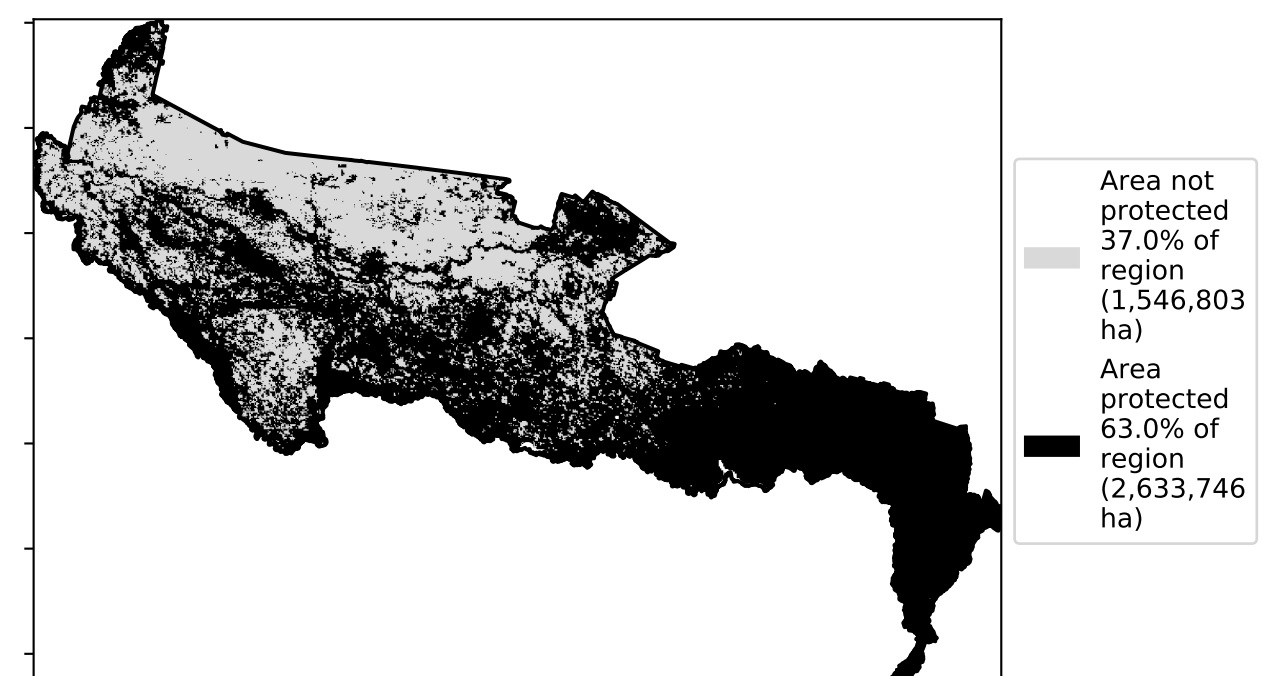 Area not
protected
37.0% of
region
(1,546,803
ha)
Area
protected
63.0% of
region
(2,633,746
ha)